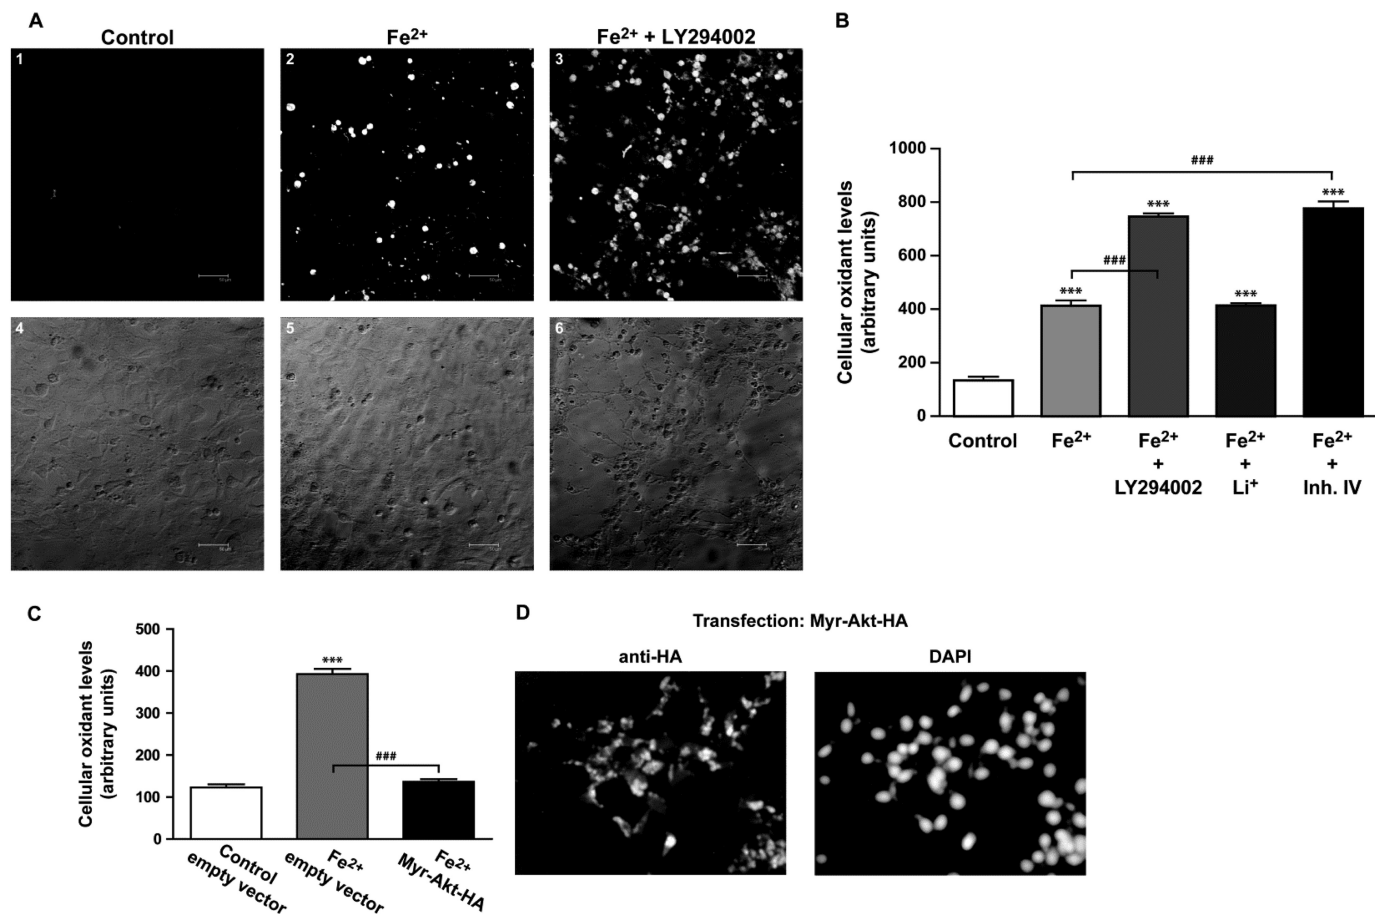 A
Control
Fe2+
Fe2+ + LY294002
1
2
3
4
5
6
B
Cellular oxidant levels
(arbitrary units)
1000
800
600
400
200
0
###
***
***
###
***
***
Control
Fe2+
Fe2+
+
LY294002
Fe2+
+
Li+
Fe2+
+
Inh. IV
C
Cellular oxidant levels
(arbitrary units)
500
400
300
200
100
0
***
###
Control
empty vector
Fe2+
empty vector
Fe2+
Myr-Akt-HA
D
Transfection: Myr-Akt-HA
anti-HA
DAPI